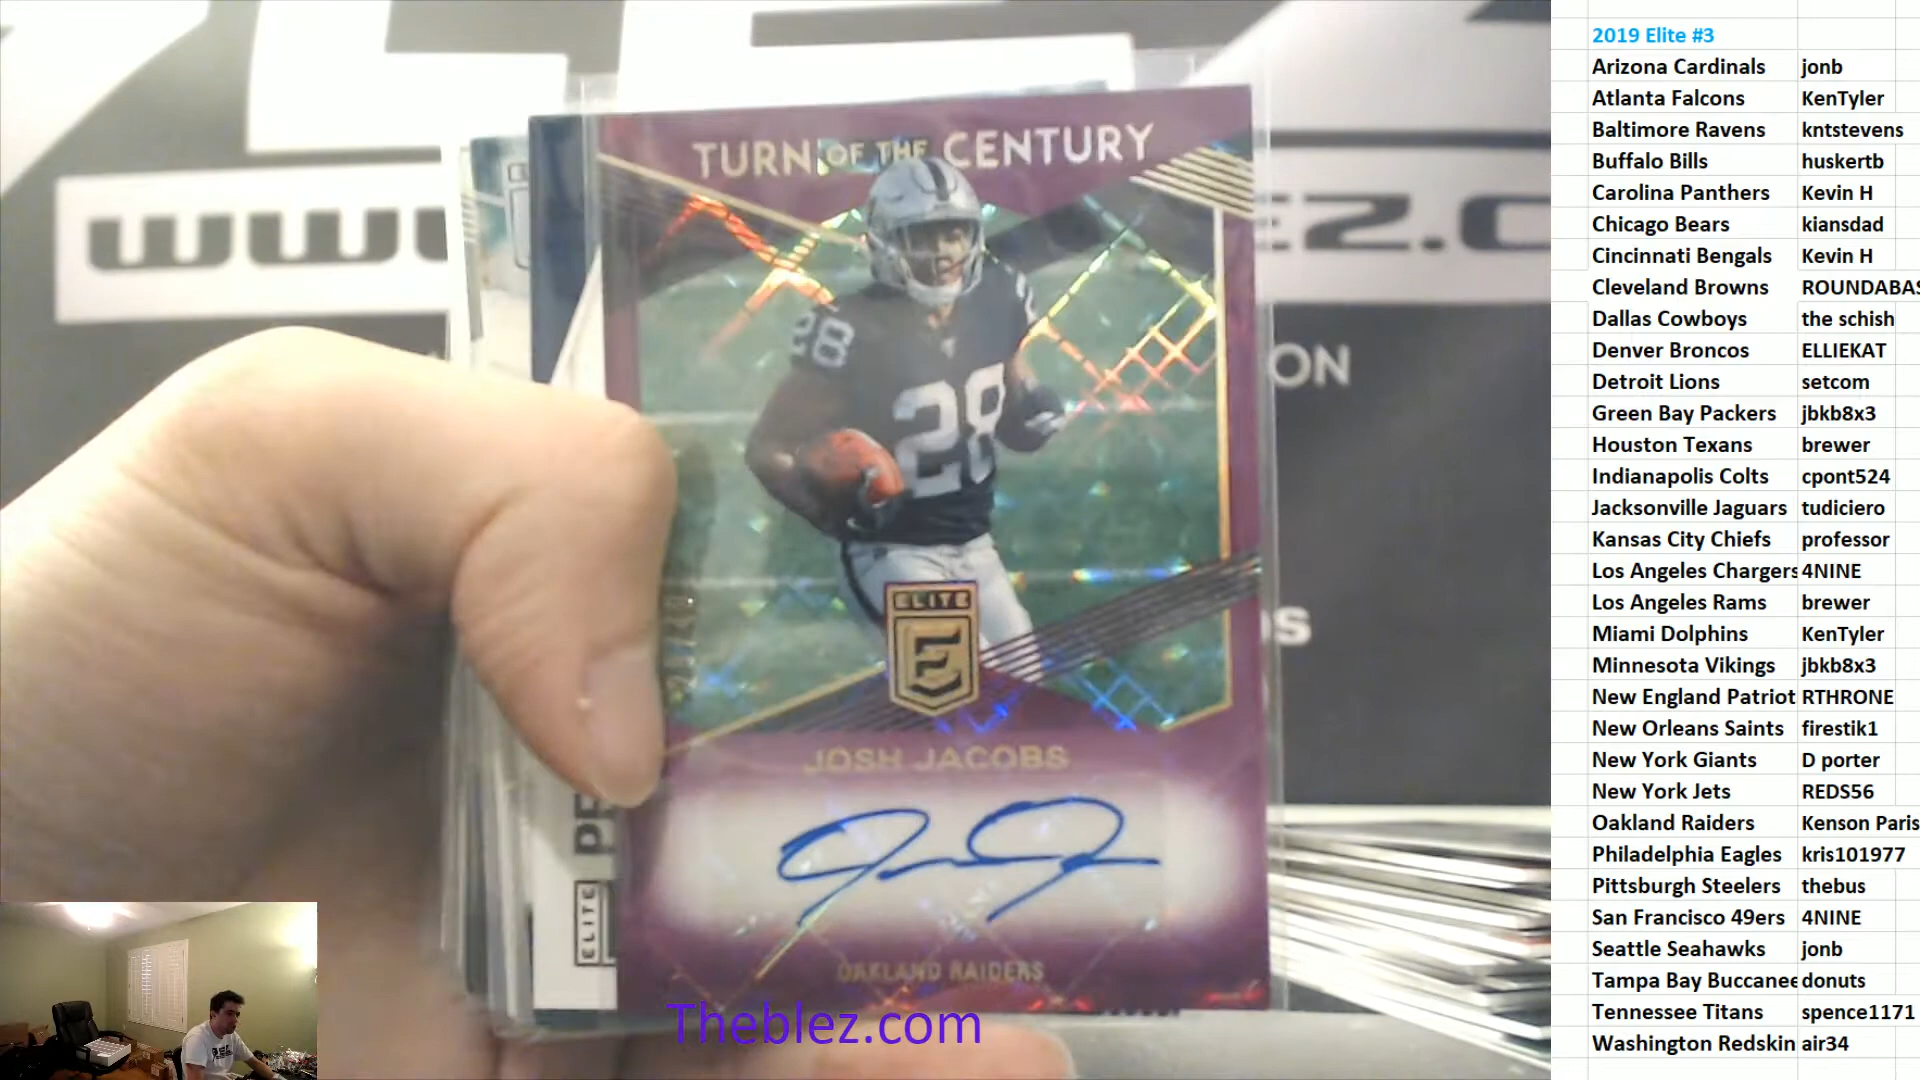 TURN OF THE CENTURY
28
28
ELITE
E
JOSH JACOBS
OAKLAND RAIDERS
ELITE
Theblez.com
2019 Elite #3
Arizona Cardinals jonb
Atlanta Falcons KenTyler
Baltimore Ravens kntstevens
Buffalo Bills huskertb
Carolina Panthers Kevin H
Chicago Bears kiansdad
Cincinnati Bengals Kevin H
Cleveland Browns ROUNDABAS
Dallas Cowboys the schish
Denver Broncos ELLIEKAT
Detroit Lions setcom
Green Bay Packers jbkb8x3
Houston Texans brewer
Indianapolis Colts cpont524
Jacksonville Jaguars tudiciero
Kansas City Chiefs professor
Los Angeles Chargers 4NINE
Los Angeles Rams brewer
Miami Dolphins KenTyler
Minnesota Vikings jbkb8x3
New England Patriot RTHRONE
New Orleans Saints firestik1
New York Giants D porter
New York Jets REDS56
Oakland Raiders Kenson Paris
Philadelphia Eagles kris101977
Pittsburgh Steelers thebus
San Francisco 49ers 4NINE
Seattle Seahawks jonb
Tampa Bay Buccanee donuts
Tennessee Titans spence1171
Washington Redskin air34